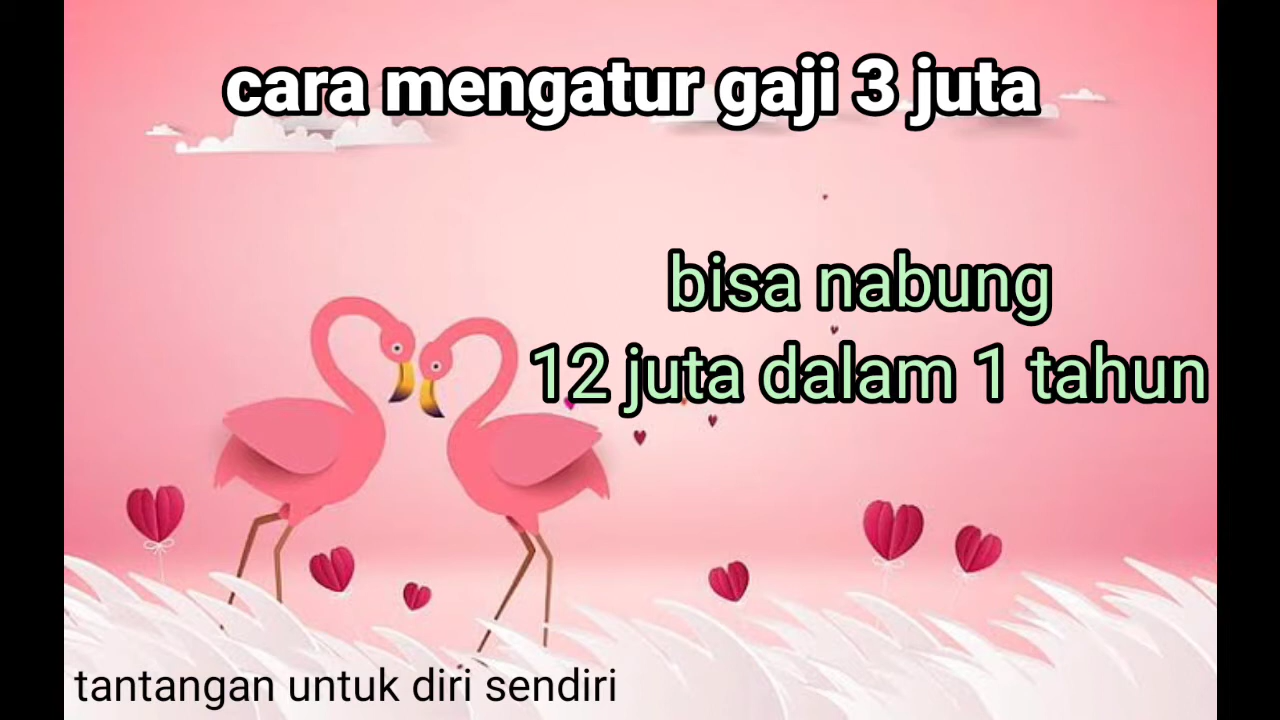 cara mengatur gaji 3 juta
bisa nabung
12 juta dalam 1 tahun
tantangan untuk diri sendiri